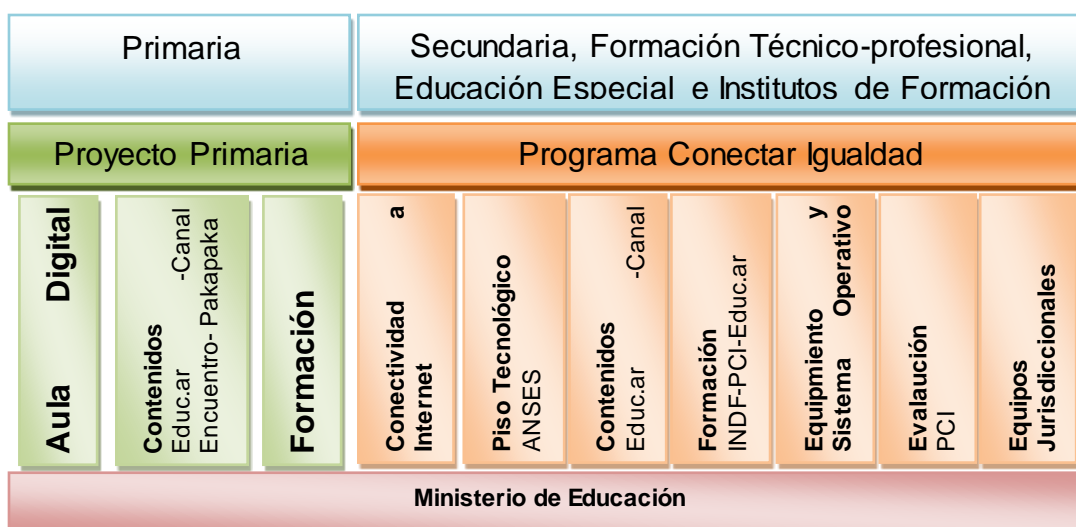 Primaria
Secundaria, Formación Técnico-profesional,
Educación Especial e Institutos de Formación
Proyecto Primaria
Programa Conectar Igualdad
Aula Digital
Contenidos
Educ.ar -Canal
Encuentro- Pakapaka
Formación
Conectividad a
Internet
Piso Tecnológico
ANSES
Contenidos
Educ.ar -Canal
Formación
INDF-PCI-Educ.ar
Equipmiento y
Sistema Operativo
Evalaución
PCI
Equipos
Jurisdiccionales
Ministerio de Educación